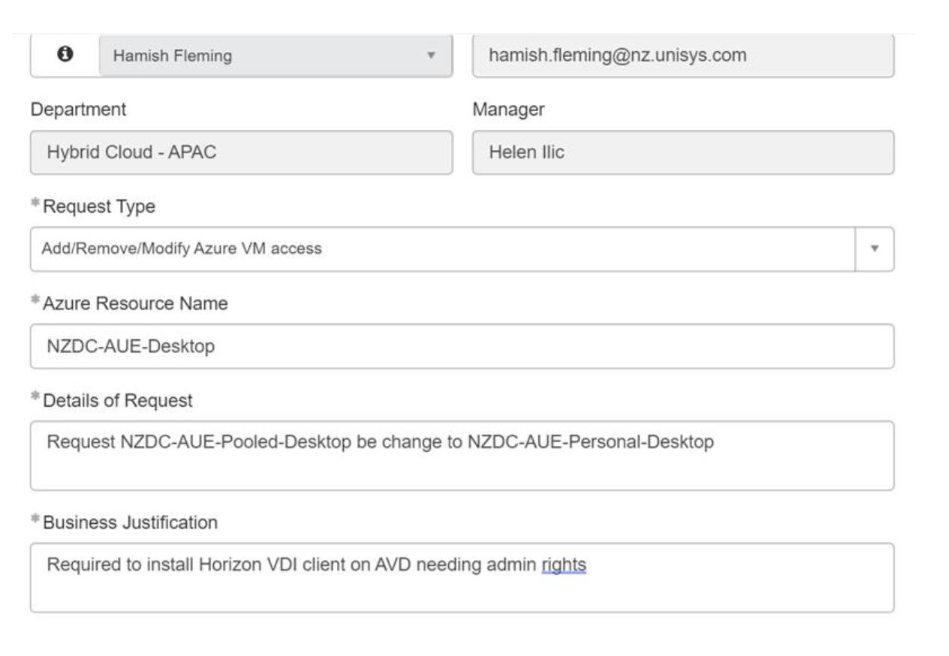 Hamish Fleming
hamish.fleming@nz.unisys.com
Department
Manager
Hybrid Cloud - APAC
Helen Ilic
*Request Type
Add/Remove/Modify Azure VM access
*Azure Resource Name
NZDC-AUE-Desktop
*Details of Request
Request NZDC-AUE-Pooled-Desktop be change to NZDC-AUE-Personal-Desktop
*Business Justification
Required to install Horizon VDI client on AVD needing admin rights